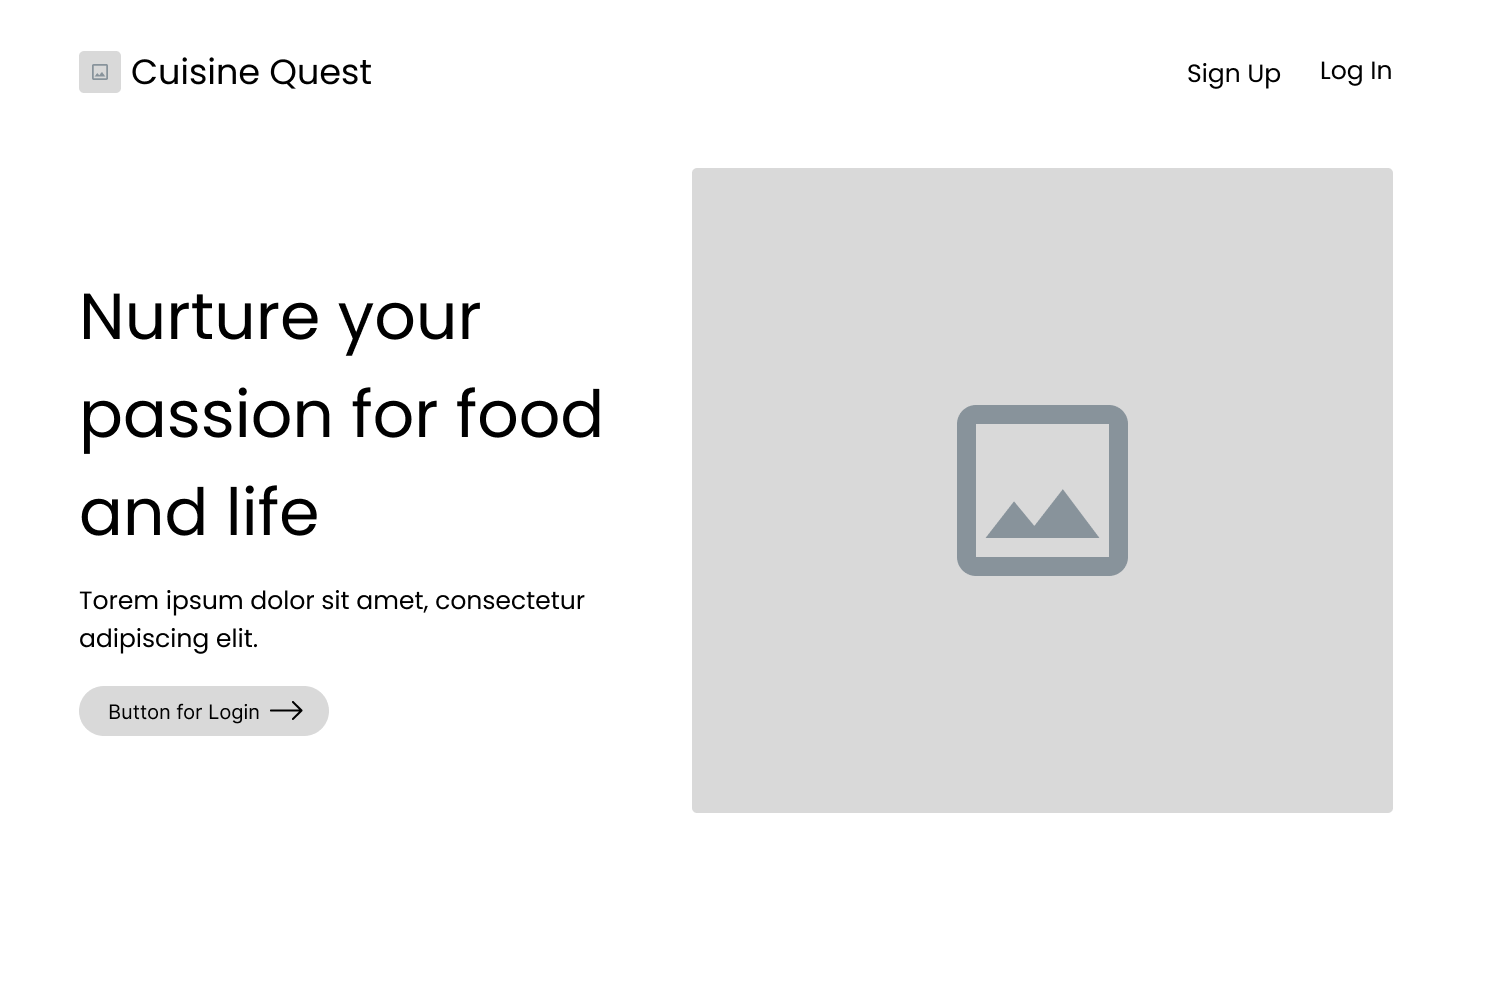 Cuisine Quest
Sign Up
Log In
Nurture your
passion for food
and life
Torem ipsum dolor sit amet, consectetur
adipiscing elit.
Button for Login